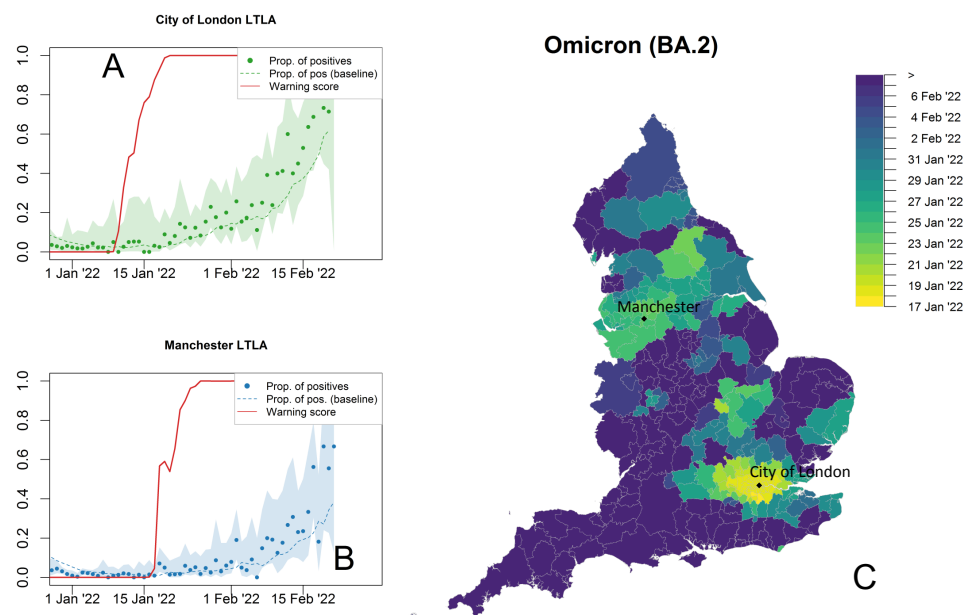 City of London LTLA
A
Prop. of positives
Prop. of pos (baseline)
Warning score
1.0
0.8
0.6
0.4
0.2
0.0
1 Jan '22
15 Jan '22
1 Feb '22
15 Feb '22
Manchester LTLA
Prop. of positives
Prop. of pos. (baseline)
Warning score
1.0
0.8
0.6
0.4
0.2
0.0
B
1 Jan '22
15 Jan '22
1 Feb '22
15 Feb '22
Omicron (BA.2)
>
6 Feb '22
4 Feb '22
2 Feb '22
31 Jan '22
29 Jan '22
27 Jan '22
25 Jan '22
23 Jan '22
21 Jan '22
19 Jan '22
17 Jan '22
Manchester
City of London
C